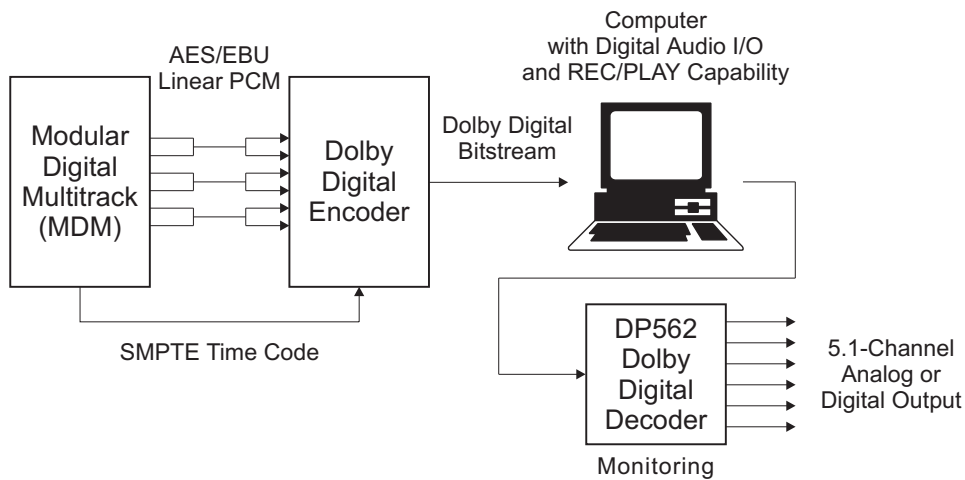 Computer
with Digital Audio I/O
and REC/PLAY Capability
AES/EBU
Linear PCM
Modular
Digital
Multitrack
(MDM)
Dolby
Digital
Encoder
Dolby Digital
Bitstream
SMPTE Time Code
DP562
Dolby
Digital
Decoder
5.1-Channel
Analog or
Digital Output
Monitoring